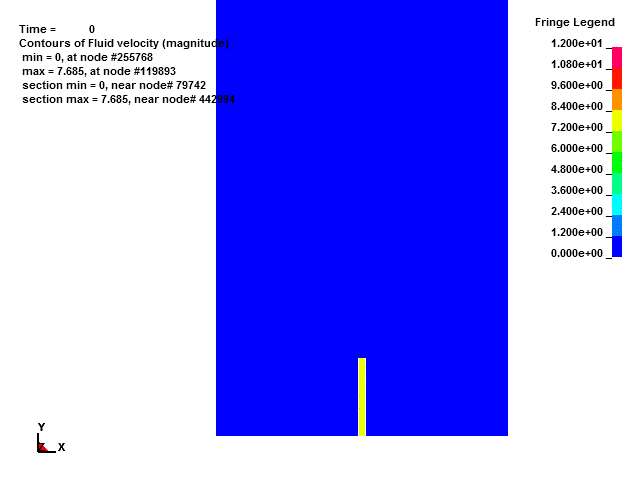 Time = 0
Contours of Fluid velocity (magnitude)
min = 0, at node #255768
max = 7.685, at node #119893
section min = 0, near node# 79742
section max = 7.685, near node#
Fringe Legend
1.200e+01
1.080e+01
9.600e+00
8.400e+00
7.200e+00
6.000e+00
4.800e+00
3.600e+00
2.400e+00
1.200e+00
0.000e+00
Y
X